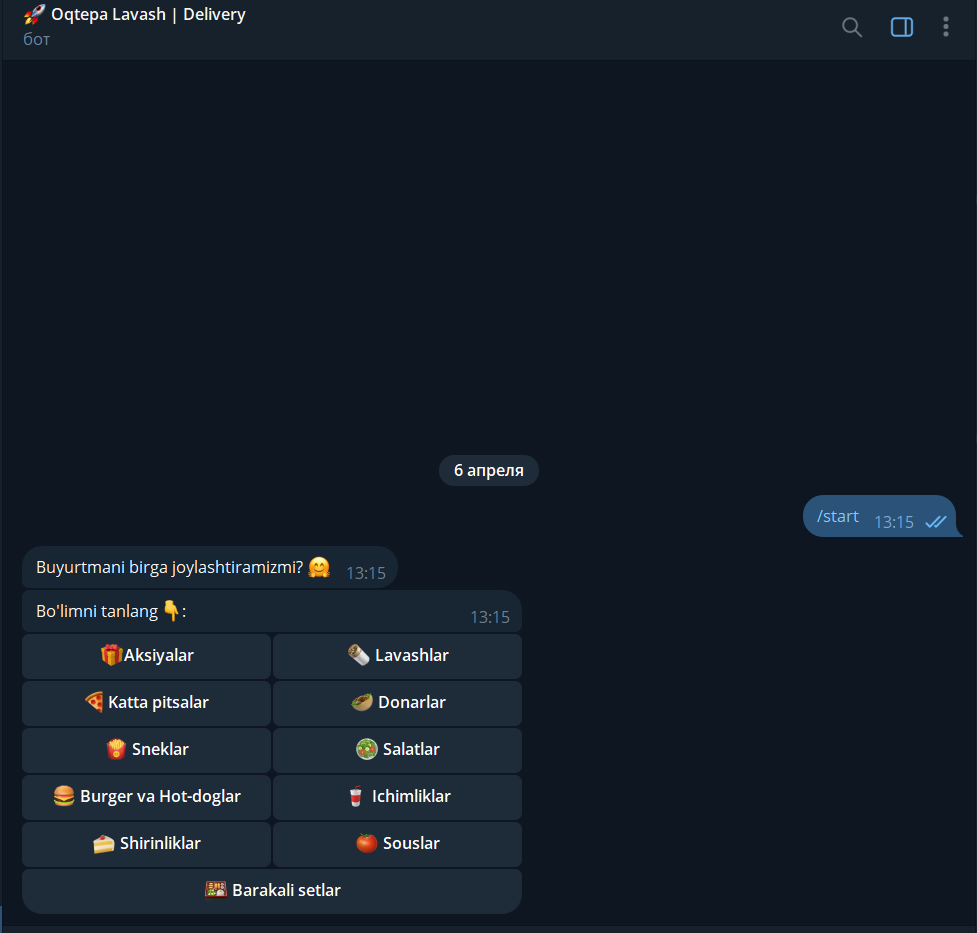 🚀 Oqtepa Lavash | Delivery
бот
6 апреля
/start 13:15
Buyurtmani birga joylashtiramizmi? 🤗 13:15
Bo'limni tanlang 👇: 13:15
🎁Aksiyalar
🌯 Lavashlar
🍕 Katta pitsalar
🥙 Donarlar
🍟 Sneklar
🥗 Salatlar
🍔 Burger va Hot-doglar
🥤 Ichimliklar
🍰 Shirinliklar
🍅 Souslar
🍱 Barakali setlar